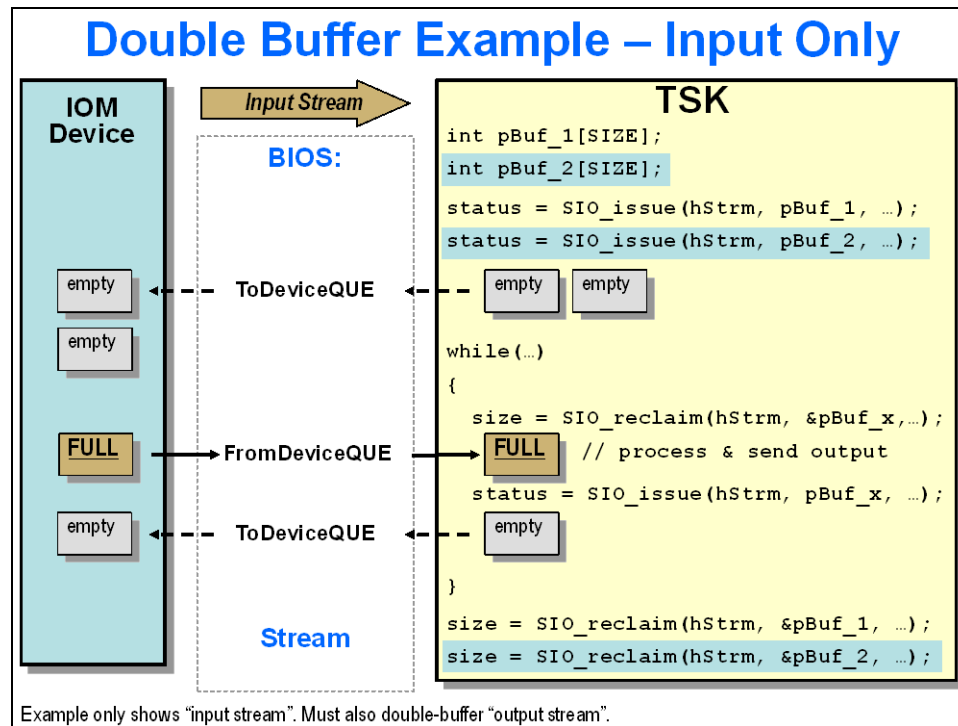 Double Buffer Example – Input Only
IOM
Device
Input Stream
BIOS:
TSK
int pBuf_1[SIZE];
int pBuf_2[SIZE];
status = SIO_issue(hStrm, pBuf_1, …);
status = SIO_issue(hStrm, pBuf_2, …);
empty
ToDeviceQUE
empty
empty
empty
while(…)
{
size = SIO_reclaim(hStrm, &pBuf_x,…);
FULL
FromDeviceQUE
FULL
// process & send output
status = SIO_issue(hStrm, pBuf_x, …);
empty
ToDeviceQUE
empty
}
Stream
size = SIO_reclaim(hStrm, &pBuf_1, …);
size = SIO_reclaim(hStrm, &pBuf_2, …);
Example only shows “input stream”. Must also double-buffer “output stream”.